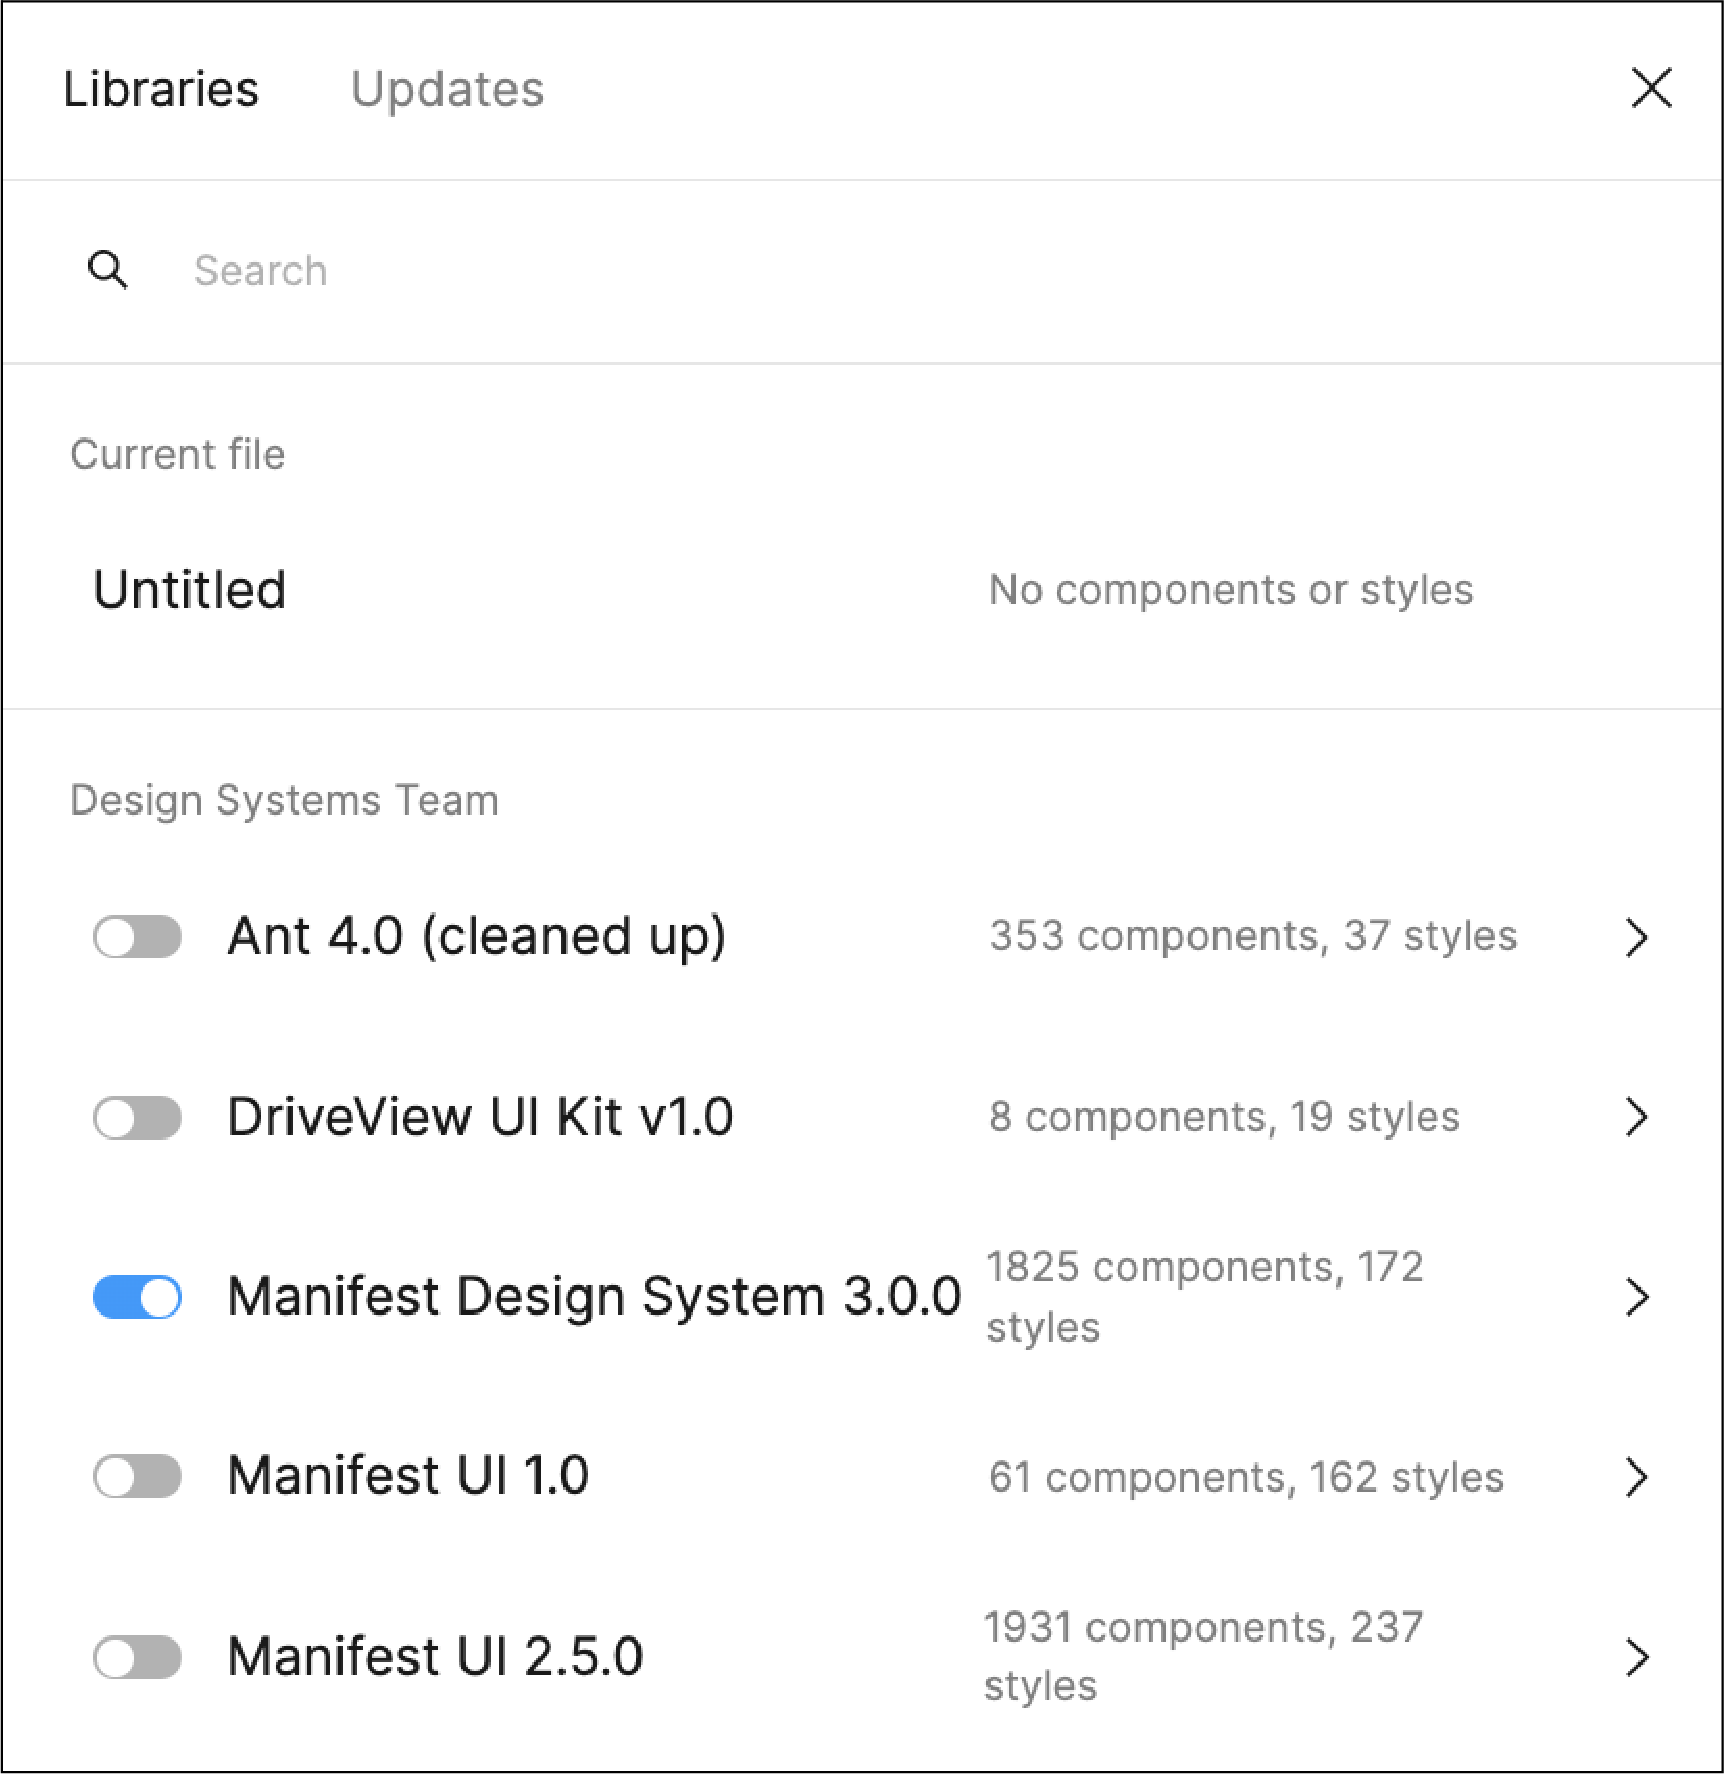 Libraries Updates
Search
Current file
Untitled No components or styles
Design Systems Team
Ant 4.0 (cleaned up) 353 components, 37 styles
DriveView UI Kit v1.0 8 components, 19 styles
Manifest Design System 3.0.0 1825 components, 172
styles
Manifest UI 1.0 61 components, 162 styles
Manifest UI 2.5.0 1931 components, 237
styles